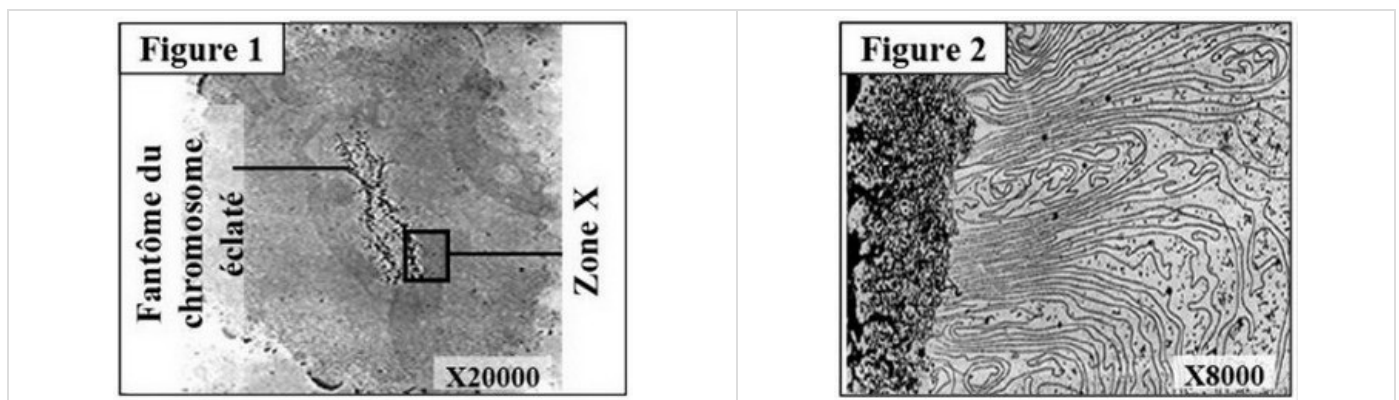 Figure 1
Fantôme du
chromosome
éclaté
Zone X
X20000
Figure 2
X8000